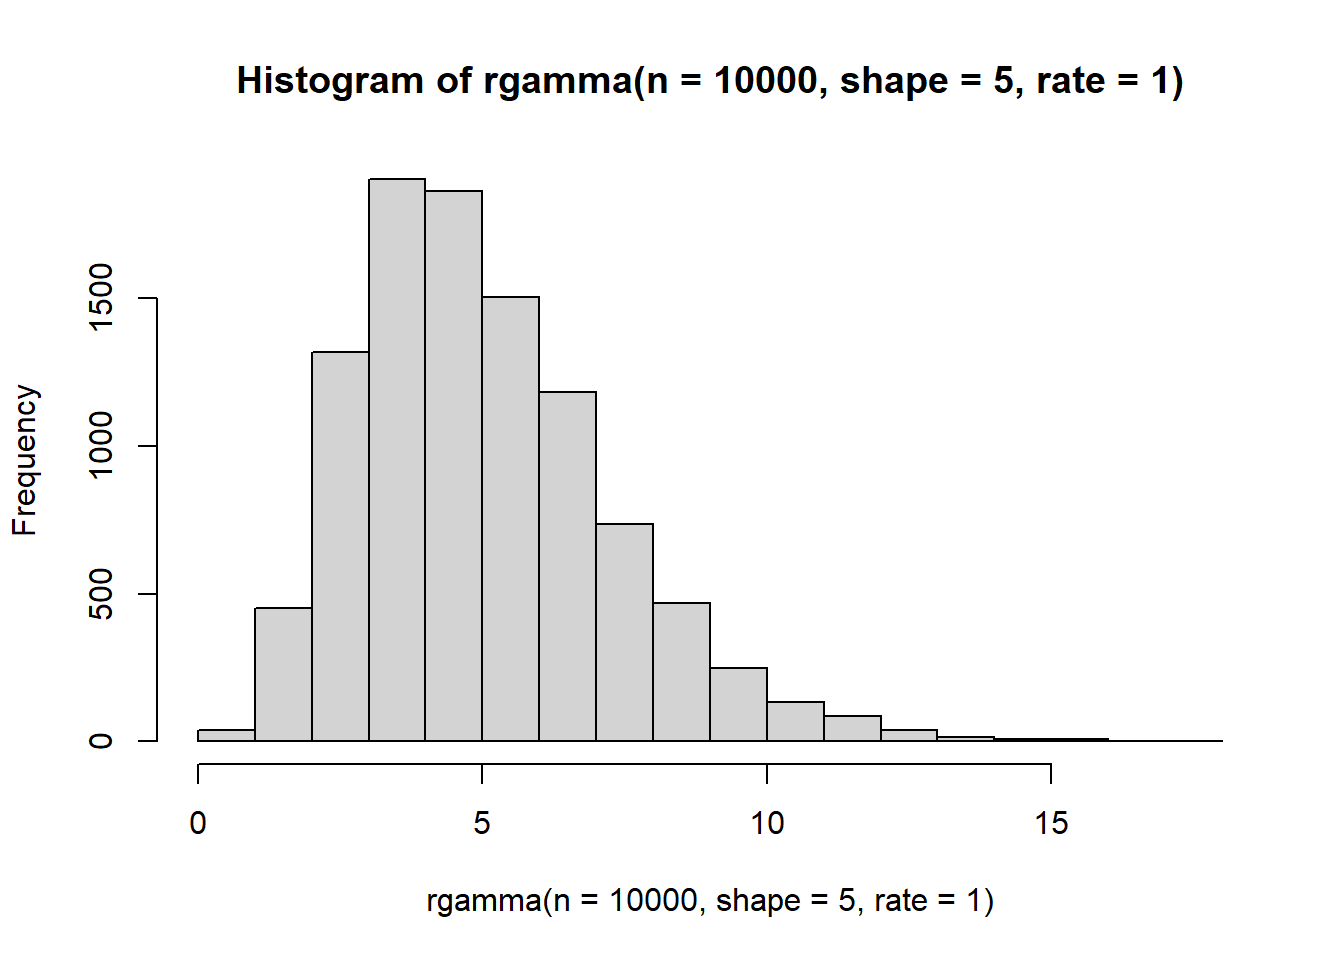 Histogram of rgamma(n = 10000, shape = 5, rate = 1)
Frequency
1500
1000
500
0
0 5 10 15
rgamma(n = 10000, shape = 5, rate = 1)